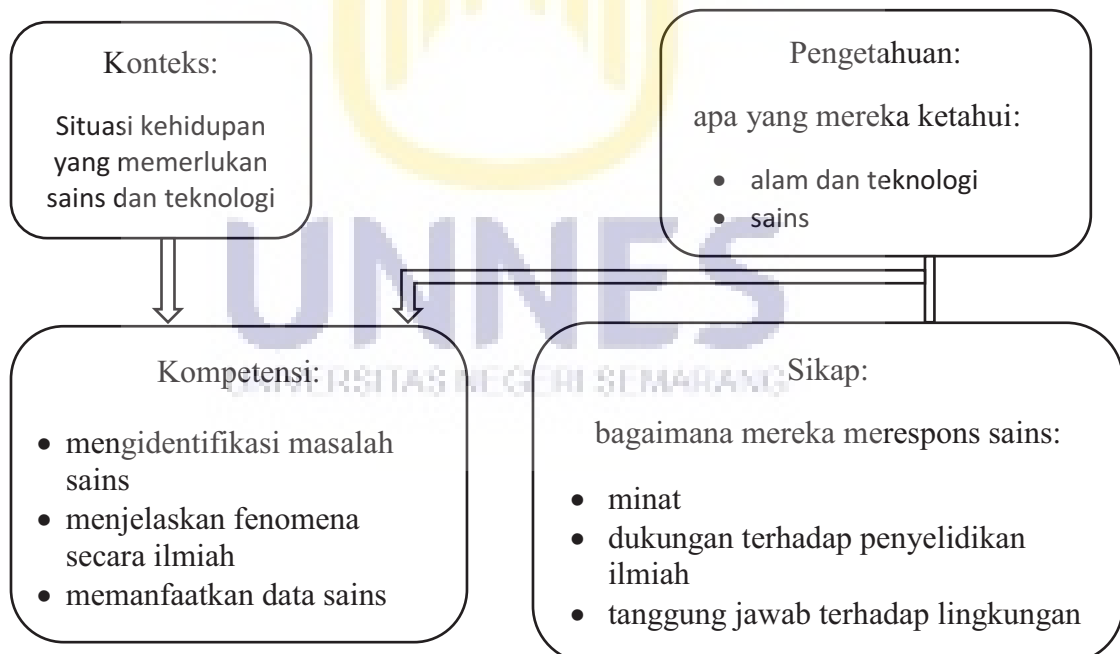 Konteks:
Situasi kehidupan
yang memerlukan
sains dan teknologi
Pengetahuan:
apa yang mereka ketahui:
• alam dan teknologi
• sains
UNNES
UNIVERSITAS NEGERI SEMARANG
Kompetensi:
• mengidentifikasi masalah
sains
• menjelaskan fenomena
secara ilmiah
• memanfaatkan data sains
Sikap:
bagaimana mereka merespons sains:
• minat
• dukungan terhadap penyelidikan
ilmiah
• tanggung jawab terhadap lingkungan